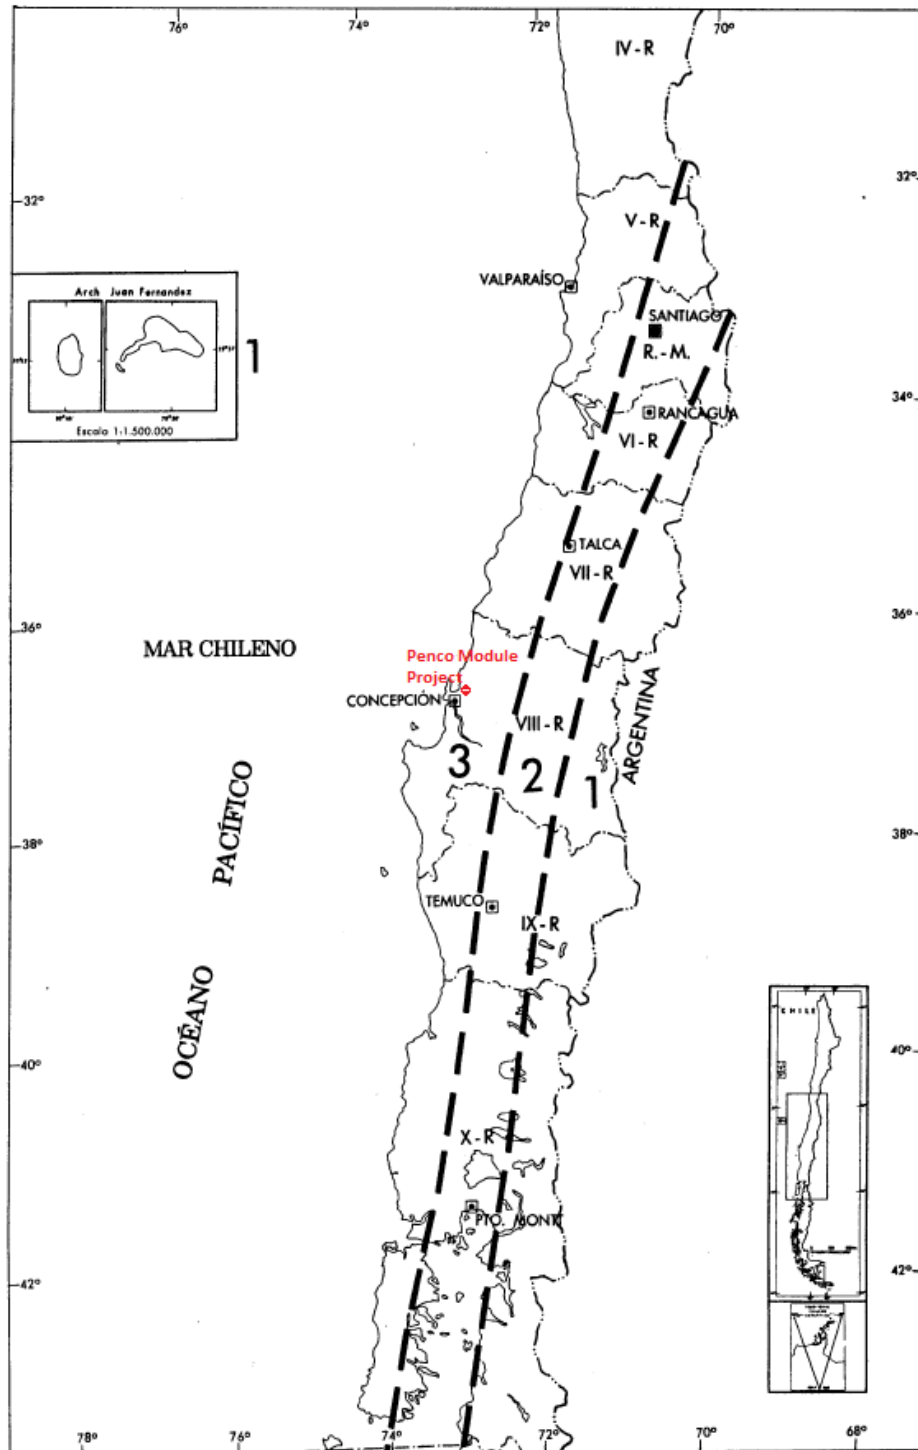 76°
74°
72°
70°
IV-R
32°
32°
V-R
VALPARAÍSO
SANTIAGO
R.-M.
Arch Juan Fernandez
1
Escala 1:1.500.000
34°
34°
RANCAGUA
VI-R
TALCA
VII-R
36°
36°
MAR CHILENO
Penco Module
Project
CONCEPCIÓN
VIII-R
ARGENTINA
3
2
1
OCÉANO PACÍFICO
38°
38°
TEMUCO
IX-R
CHILE
40°
40°
X-R
PTO. MONTT
42°
42°
78°
76°
74°
72°
70°
68°